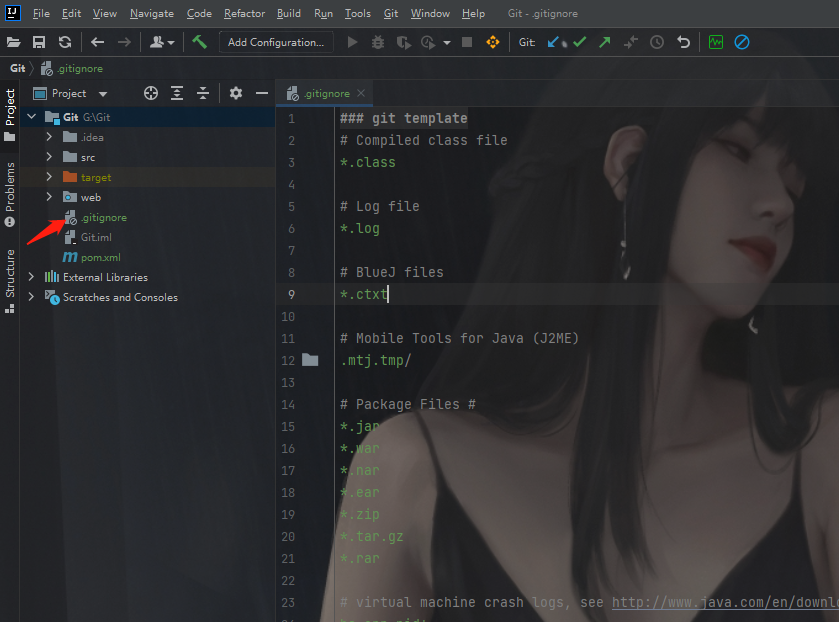 File Edit View Navigate Code Refactor Build Run Tools Git Window Help Git - .gitignore
Add Configuration... Git:
Git .gitignore
Project
.gitignore
Project
Problems
Structure
Git G:\Git
.idea
src
target
web
.gitignore
Git.iml
pom.xml
External Libraries
Scratches and Consoles
1 ### git template
2 # Compiled class file
3 *.class
4
5 # Log file
6 *.log
7
8 # BlueJ files
9 *.ctxt
10
11 # Mobile Tools for Java (J2ME)
12 .mtj.tmp/
13
14 # Package Files #
15 *.jar
16 *.war
17 *.nar
18 *.ear
19 *.zip
20 *.tar.gz
21 *.rar
22
23 # virtual machine crash logs, see http://www.java.com/en/downlo